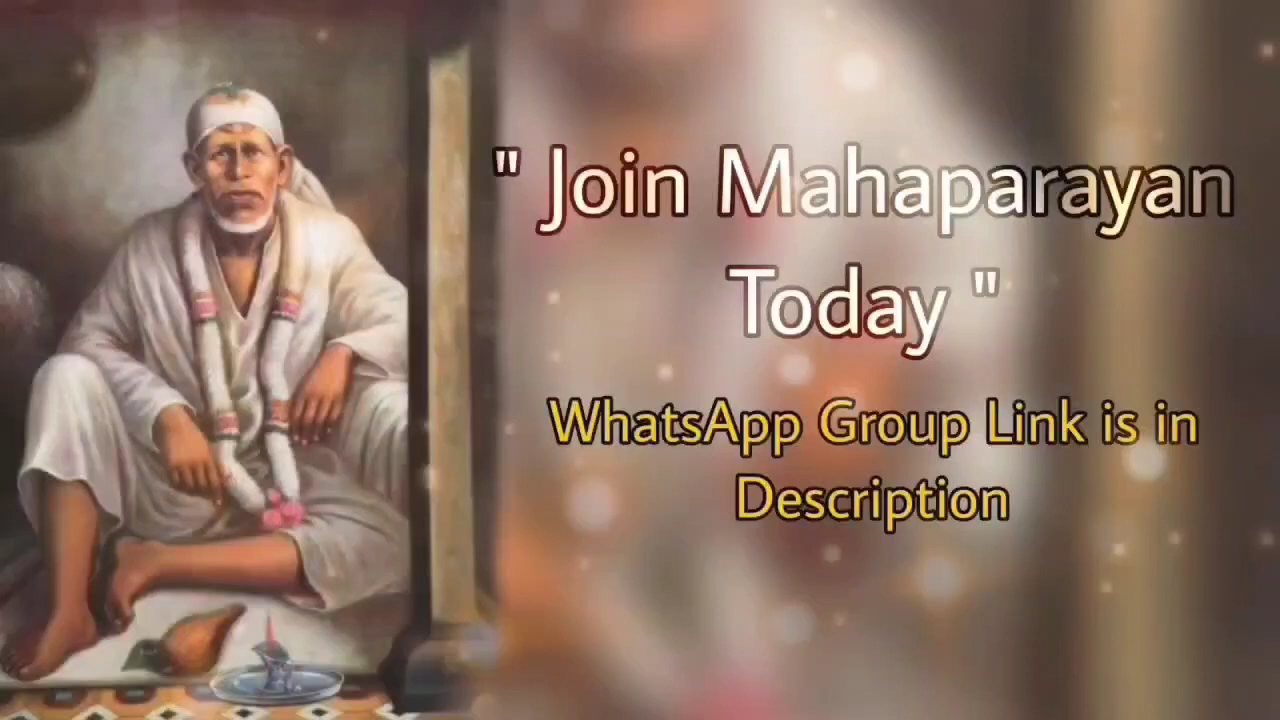 " Join Mahaparayan
Today "
WhatsApp Group Link is in
Description